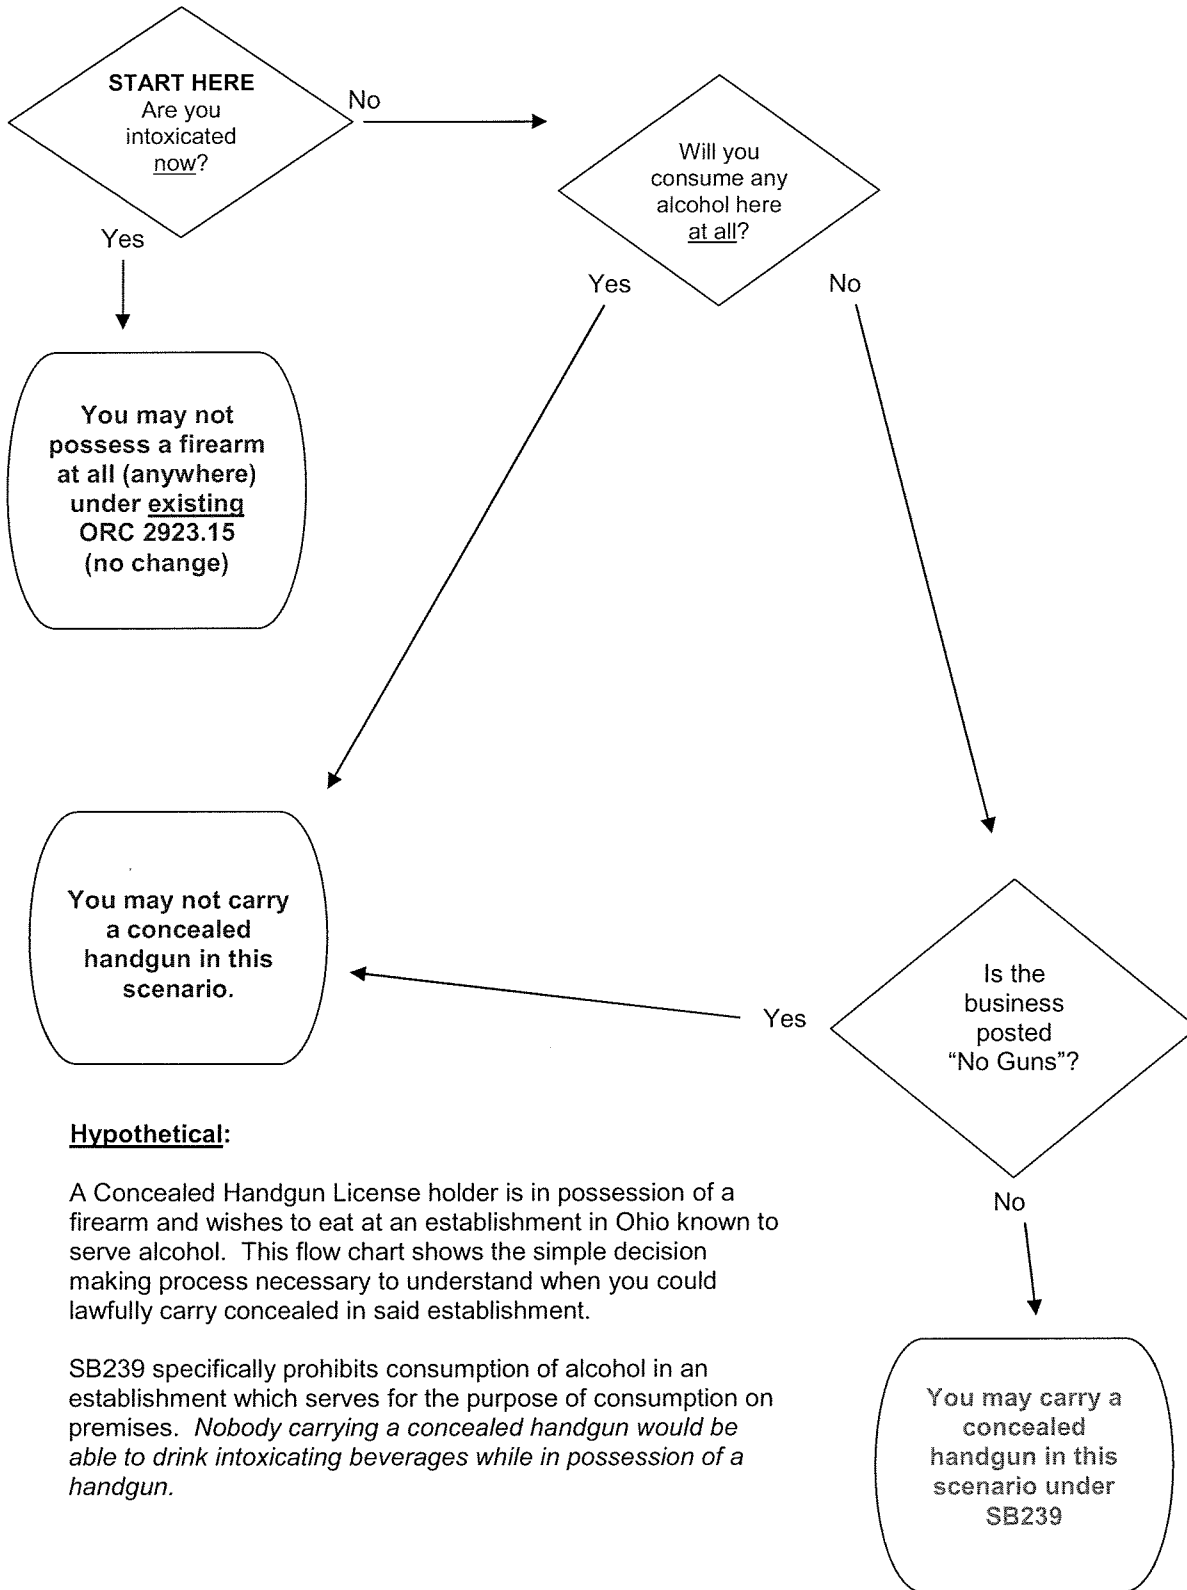 START HERE
Are you
intoxicated
now?
No
Yes
Will you
consume any
alcohol here
at all?
Yes
No
You may not
possess a firearm
at all (anywhere)
under existing
ORC 2923.15
(no change)
You may not carry
a concealed
handgun in this
scenario.
Yes
Is the
business
posted
“No Guns”?
No
Hypothetical:
A Concealed Handgun License holder is in possession of a
firearm and wishes to eat at an establishment in Ohio known to
serve alcohol. This flow chart shows the simple decision
making process necessary to understand when you could
lawfully carry concealed in said establishment.
SB239 specifically prohibits consumption of alcohol in an
establishment which serves for the purpose of consumption on
premises. Nobody carrying a concealed handgun would be
able to drink intoxicating beverages while in possession of a
handgun.
You may carry a
concealed
handgun in this
scenario under
SB239